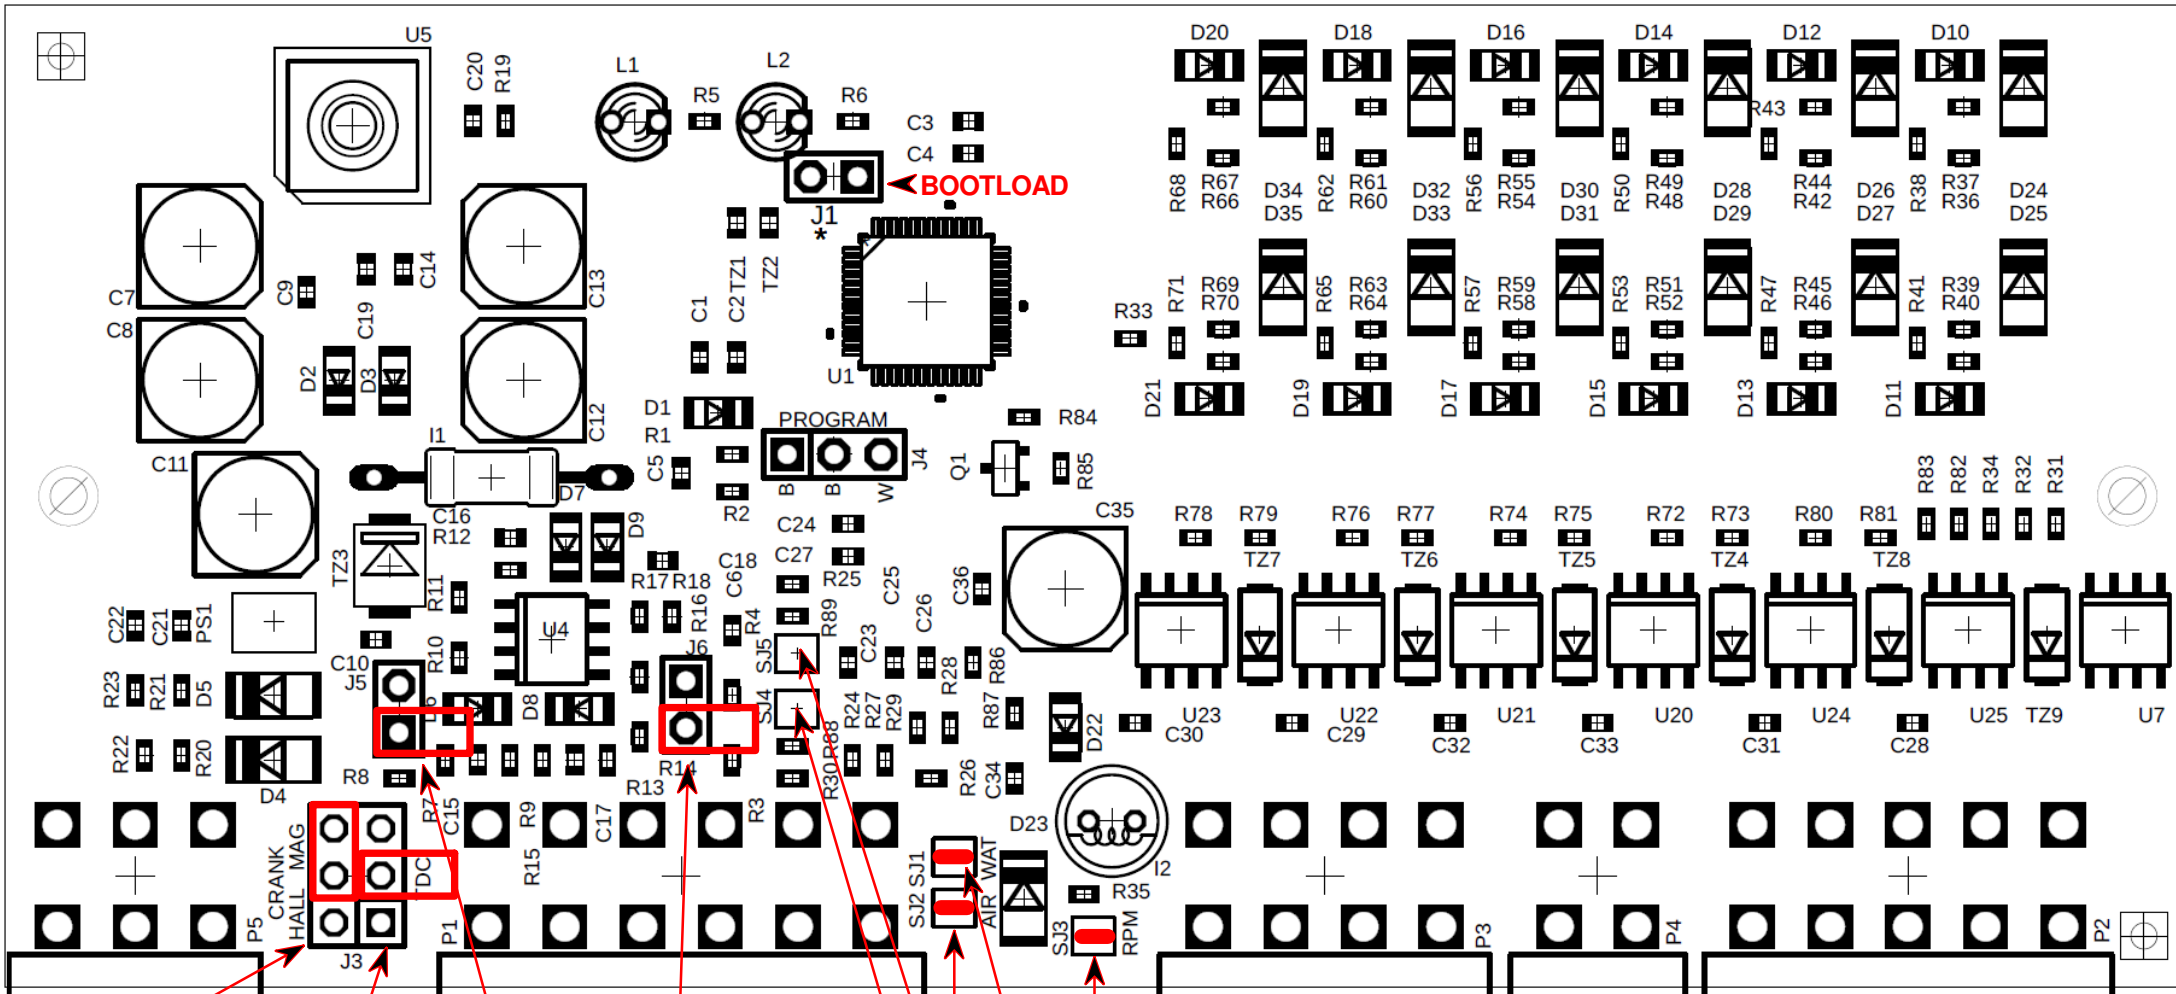 U5
C20
R19
L1
R5
L2
R6
C3
C4
BOOTLOAD
J1
*
D20
D18
D16
D14
D12
D10
R43
R68
R67
R66
D34
D35
R62
R61
R60
D32
D33
R56
R55
R54
D30
D31
R50
R49
R48
D28
D29
R44
R42
D26
D27
R38
R37
R36
D24
D25
C7
C8
C9
C19
C14
C13
C12
TZ1
TZ2
C1
C2
U1
R33
R71
R69
R70
R65
R63
R64
R57
R59
R58
R53
R51
R52
R47
R45
R46
R41
R39
R40
D2
D3
D21
D19
D17
D15
D13
D11
D1
R1
PROGRAM
J4
B
B
W
R84
Q1
R85
I1
C11
C5
R2
D7
D9
C16
R12
C24
C27
R25
C35
R78
R79
R76
R77
R74
R75
R72
R73
R80
R81
R83
R82
R34
R32
R31
TZ7
TZ6
TZ5
TZ4
TZ8
TZ3
R11
R17
R18
C18
C6
C25
C26
C36
C22
C21
PS1
U4
R16
R4
R89
C23
R10
J6
SJ5
C10
J5
R23
R21
D5
D6
D8
SJ4
R24
R27
R29
R28
R86
R87
D22
R88
U23
C30
U22
C29
U21
C32
U20
C33
U24
C31
U25
C28
TZ9
U7
R22
R20
D4
R8
R14
R13
R30
R26
C34
R7
C15
R9
C17
R3
R15
D23
I2
CRANK
HALL MAG
TDC
SJ1
WAT
SJ2
AIR
R35
SJ3
RPM
P5
J3
P1
P3
P4
P2